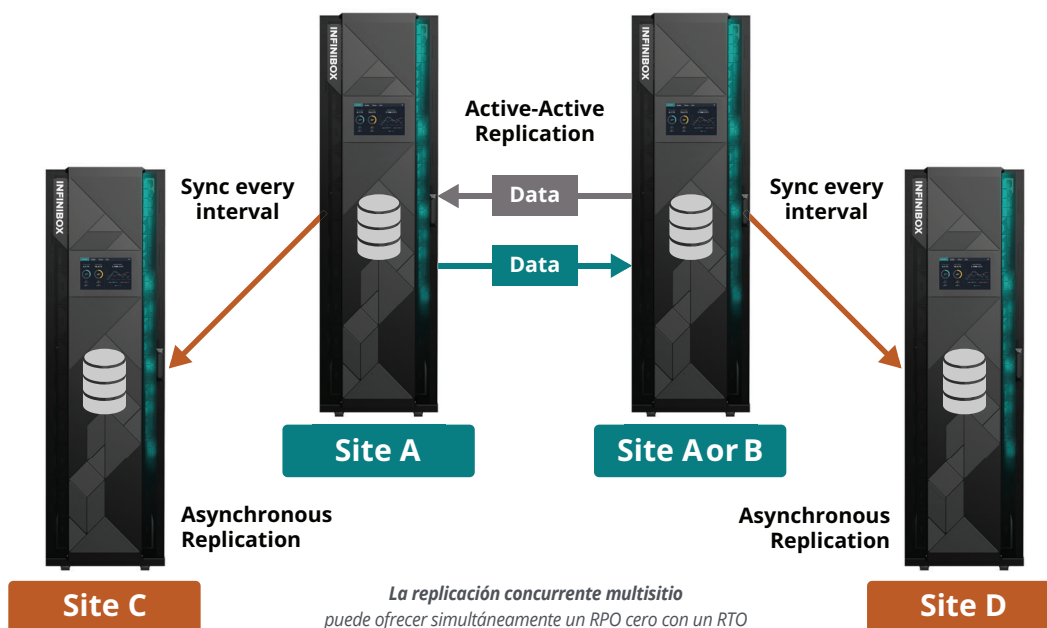 INFINIBOX
INFINIBOX
Active-Active
Replication
Data
Data
INFINIBOX
Sync every
interval
Sync every
interval
INFINIBOX
Site A
Site A or B
Asynchronous
Replication
Asynchronous
Replication
Site C
La replicación concurrente multisitio
puede ofrecer simultáneamente un RPO cero con un RTO
Site D